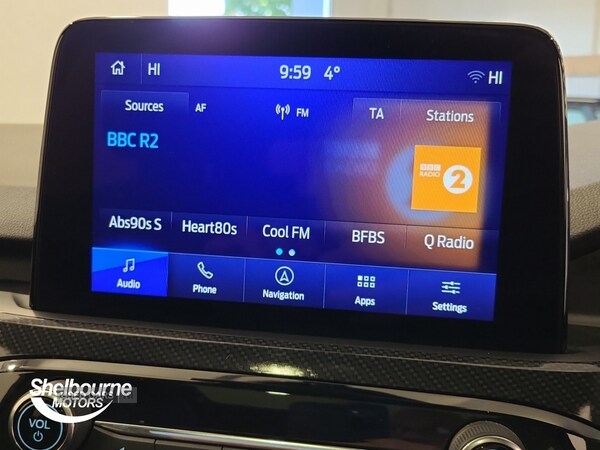 HI 9:59 4° HI
Sources AF FM TA Stations
BBC R2
BBC
RADIO 2
Abs90s S Heart80s Cool FM BFBS Q Radio
Audio Phone Navigation Apps Settings
Shelbourne
MOTORS
VOL